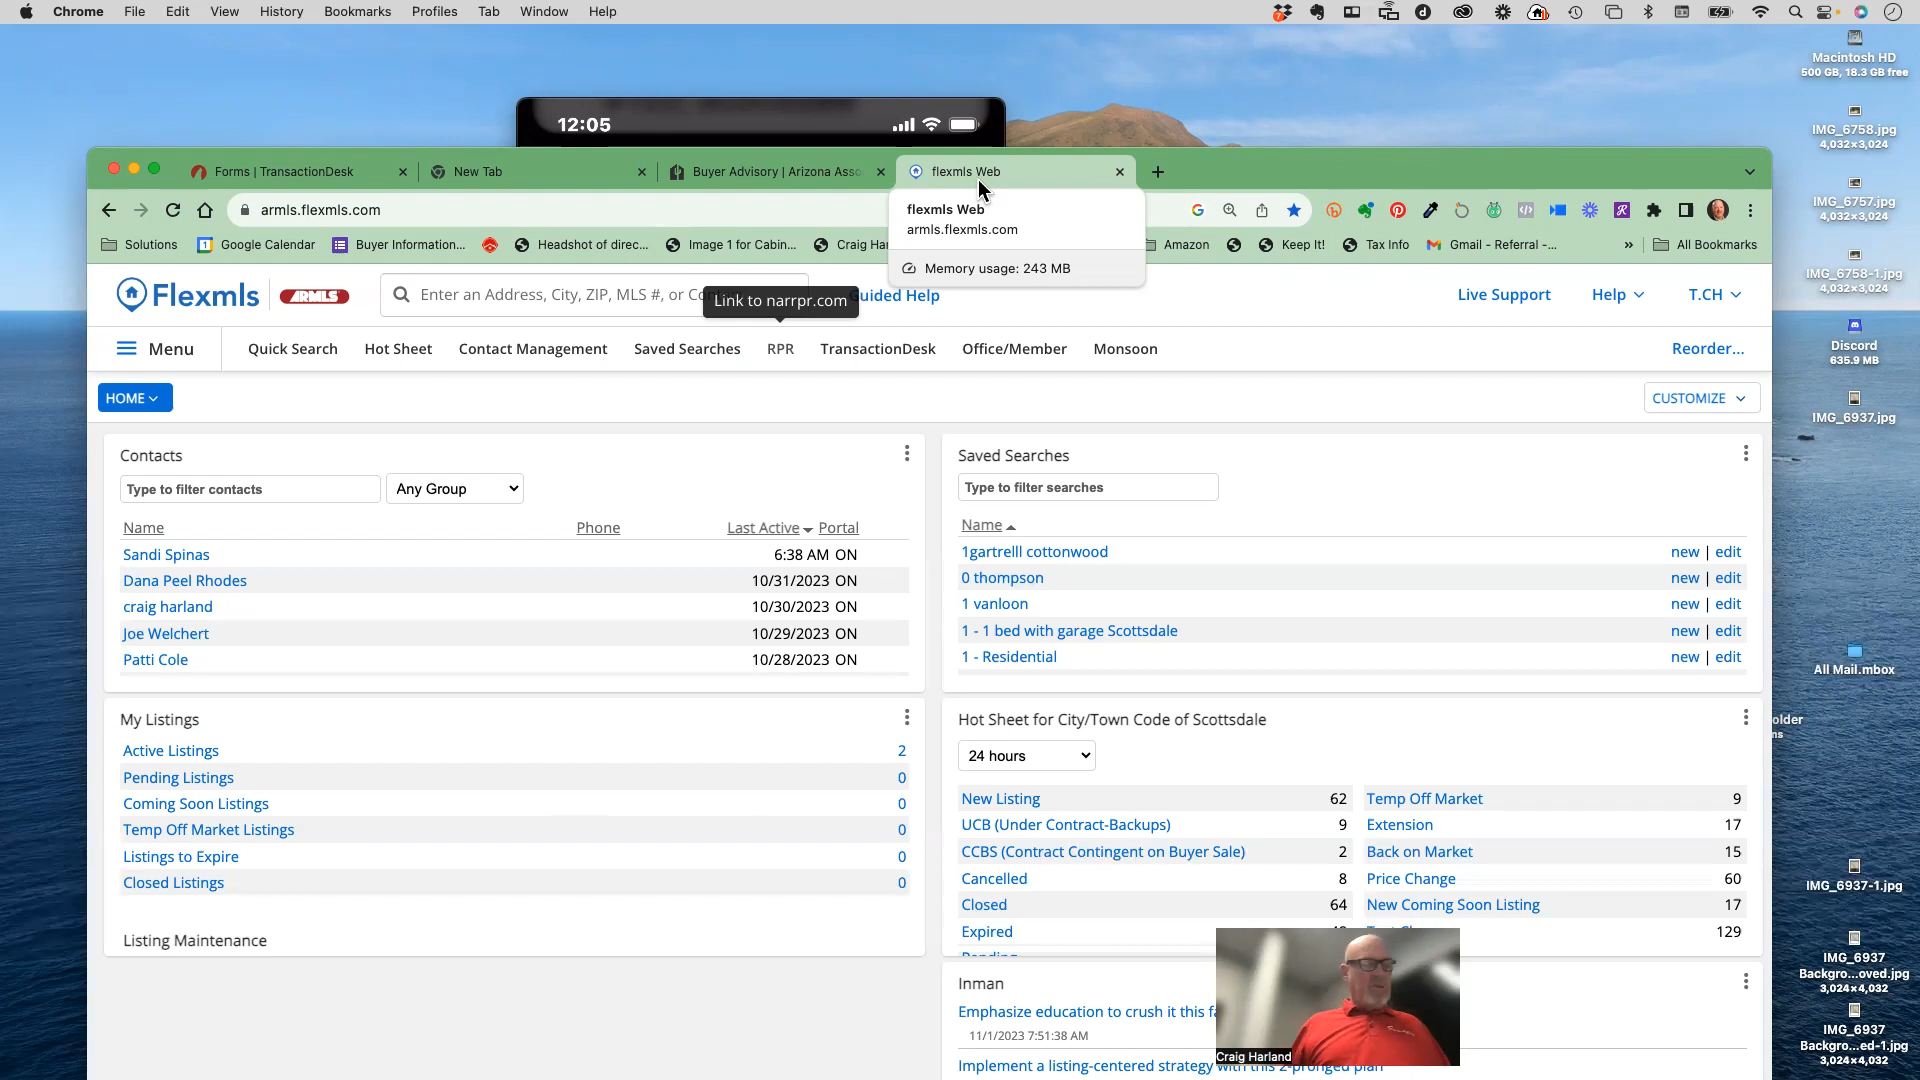 Chrome File Edit View History Bookmarks Profiles Tab Window Help
Macintosh HD
500 GB, 18.3 GB free
IMG_6758.jpg
4,032×3,024
IMG_6757.jpg
4,032×3,024
IMG_6758-1.jpg
4,032×3,024
Discord
635.9 MB
IMG_6937.jpg
All Mail.mbox
older
ns
IMG_6937-1.jpg
IMG_6937
Backgro...oved.jpg
3,024×4,032
IMG_6937
Backgro...ed-1.jpg
3,024×4,032
12:05
Forms | TransactionDesk
New Tab
Buyer Advisory | Arizona Asso
flexmls Web
armls.flexmls.com
flexmls Web
armls.flexmls.com
Memory usage: 243 MB
Solutions
Google Calendar
Buyer Information...
Headshot of direc...
Image 1 for Cabin...
Craig Har
Amazon
Keep It!
Tax Info
Gmail - Referral -...
» All Bookmarks
Flexmls ARMLS
Enter an Address, City, ZIP, MLS #, or Con
Link to narrpr.com
Guided Help
Live Support
Help
T.CH
Menu
Quick Search
Hot Sheet
Contact Management
Saved Searches
RPR
TransactionDesk
Office/Member
Monsoon
Reorder...
HOME
CUSTOMIZE
Contacts
Type to filter contacts
Any Group
Name Phone Last Active Portal
Sandi Spinas 6:38 AM ON
Dana Peel Rhodes 10/31/2023 ON
craig harland 10/30/2023 ON
Joe Welchert 10/29/2023 ON
Patti Cole 10/28/2023 ON
Saved Searches
Type to filter searches
Name
1gartrelll cottonwood new | edit
0 thompson new | edit
1 vanloon new | edit
1 - 1 bed with garage Scottsdale new | edit
1 - Residential new | edit
My Listings
Active Listings 2
Pending Listings 0
Coming Soon Listings 0
Temp Off Market Listings 0
Listings to Expire 0
Closed Listings 0
Listing Maintenance
Hot Sheet for City/Town Code of Scottsdale
24 hours
New Listing 62 Temp Off Market 9
UCB (Under Contract-Backups) 9 Extension 17
CCBS (Contract Contingent on Buyer Sale) 2 Back on Market 15
Cancelled 8 Price Change 60
Closed 64 New Coming Soon Listing 17
Expired 129
Pending
Inman
Emphasize education to crush it this fa
11/1/2023 7:51:38 AM
Implement a listing-centered strategy with this 2-pronged plan
Craig Harland